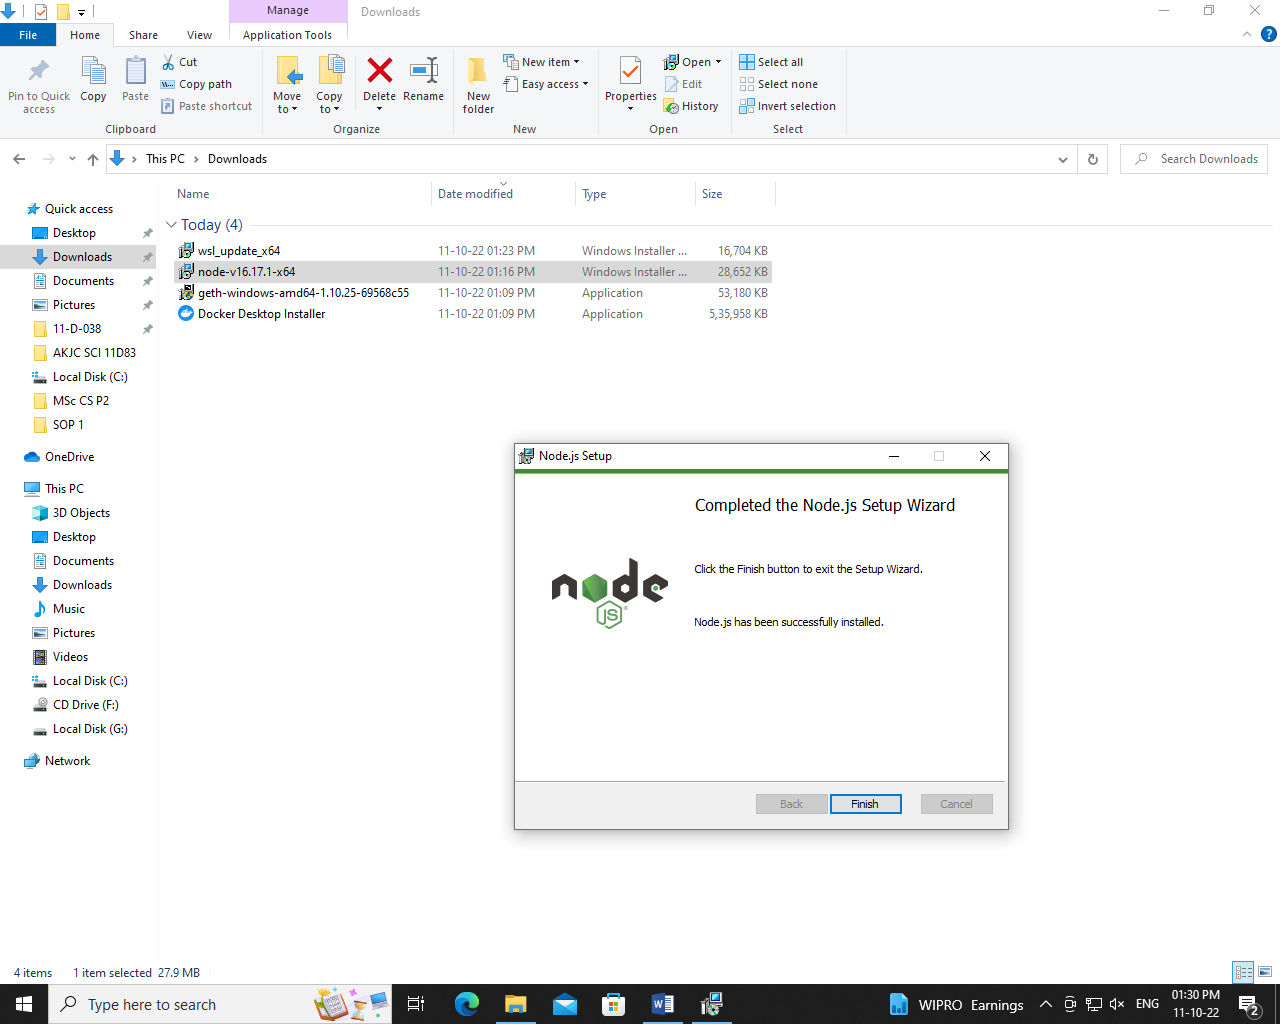 Manage
Downloads
File
Home
Share
View
Application Tools
Pin to Quick access
Copy
Paste
Cut
Copy path
Paste shortcut
Clipboard
Move to
Copy to
Delete
Rename
Organize
New folder
New item
Easy access
New
Properties
Open
Edit
History
Open
Select all
Select none
Invert selection
Select
This PC > Downloads
Search Downloads
Name
Date modified
Type
Size
Quick access
Desktop
Downloads
Documents
Pictures
11-D-038
AKJC SCI 11D83
Local Disk (C:)
MSc CS P2
SOP 1
OneDrive
This PC
3D Objects
Desktop
Documents
Downloads
Music
Pictures
Videos
Local Disk (C:)
CD Drive (F:)
Local Disk (G:)
Network
Today (4)
wsl_update_x64 11-10-22 01:23 PM Windows Installer ... 16,704 KB
node-v16.17.1-x64 11-10-22 01:16 PM Windows Installer ... 28,652 KB
geth-windows-amd64-1.10.25-69568c55 11-10-22 01:09 PM Application 53,180 KB
Docker Desktop Installer 11-10-22 01:09 PM Application 5,35,958 KB
Node.js Setup
Completed the Node.js Setup Wizard
Click the Finish button to exit the Setup Wizard.
node
JS
Node.js has been successfully installed.
Back
Finish
Cancel
4 items 1 item selected 27.9 MB
Type here to search
WIPRO Earnings
ENG
01:30 PM
11-10-22
2